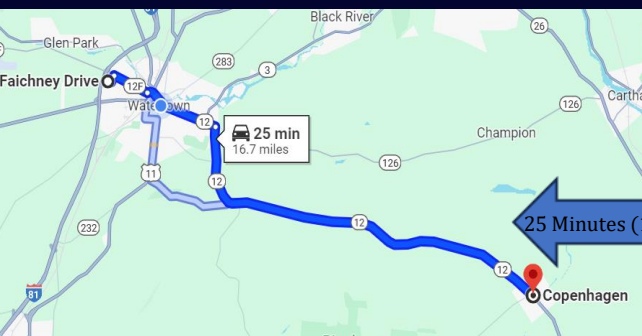 Black River
26
Glen Park
283
3
Faichney Drive
12F
Watertown
12
25 min
16.7 miles
126
Champion
126
11
12
232
12
25 Minutes (
12
81
Copenhagen